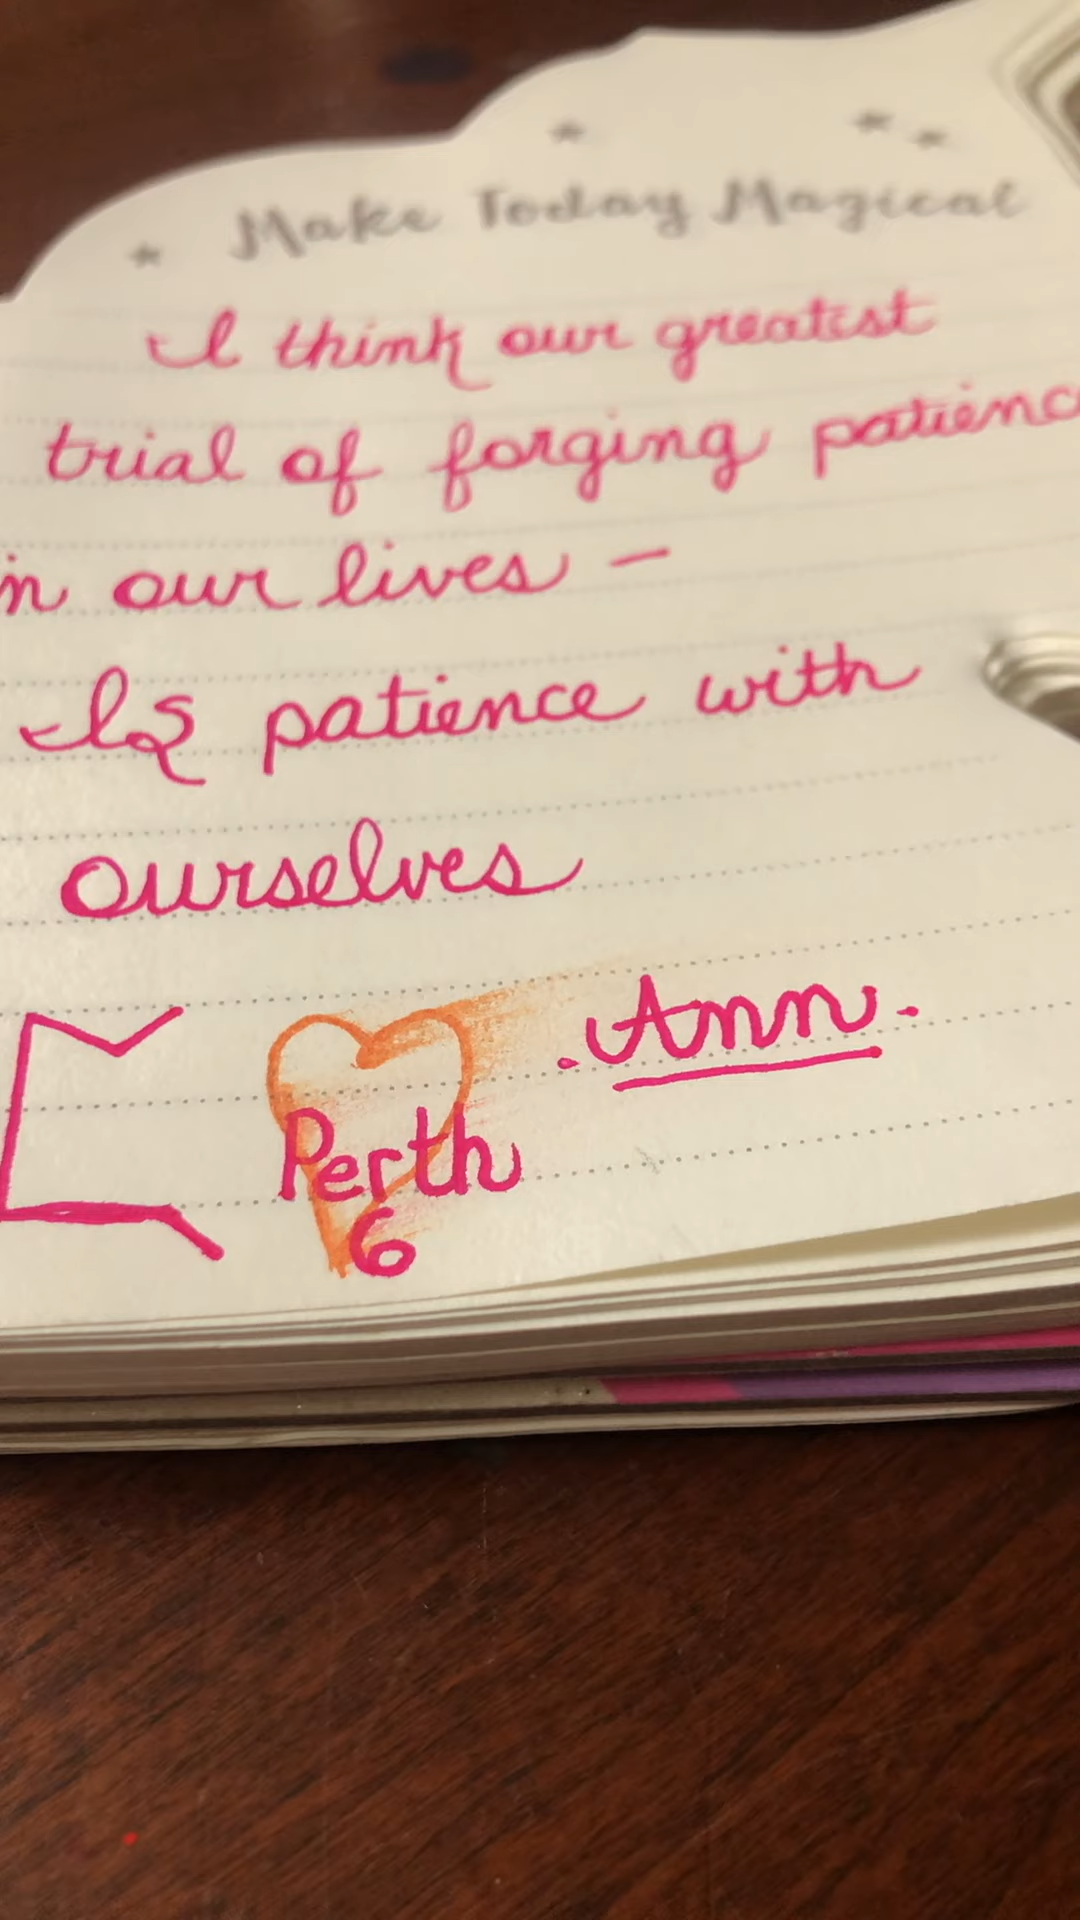 Make Today Magical
I think our greatest
trial of forging patienc
in our lives –
Is patience with
ourselves
.Ann.
Perth
6